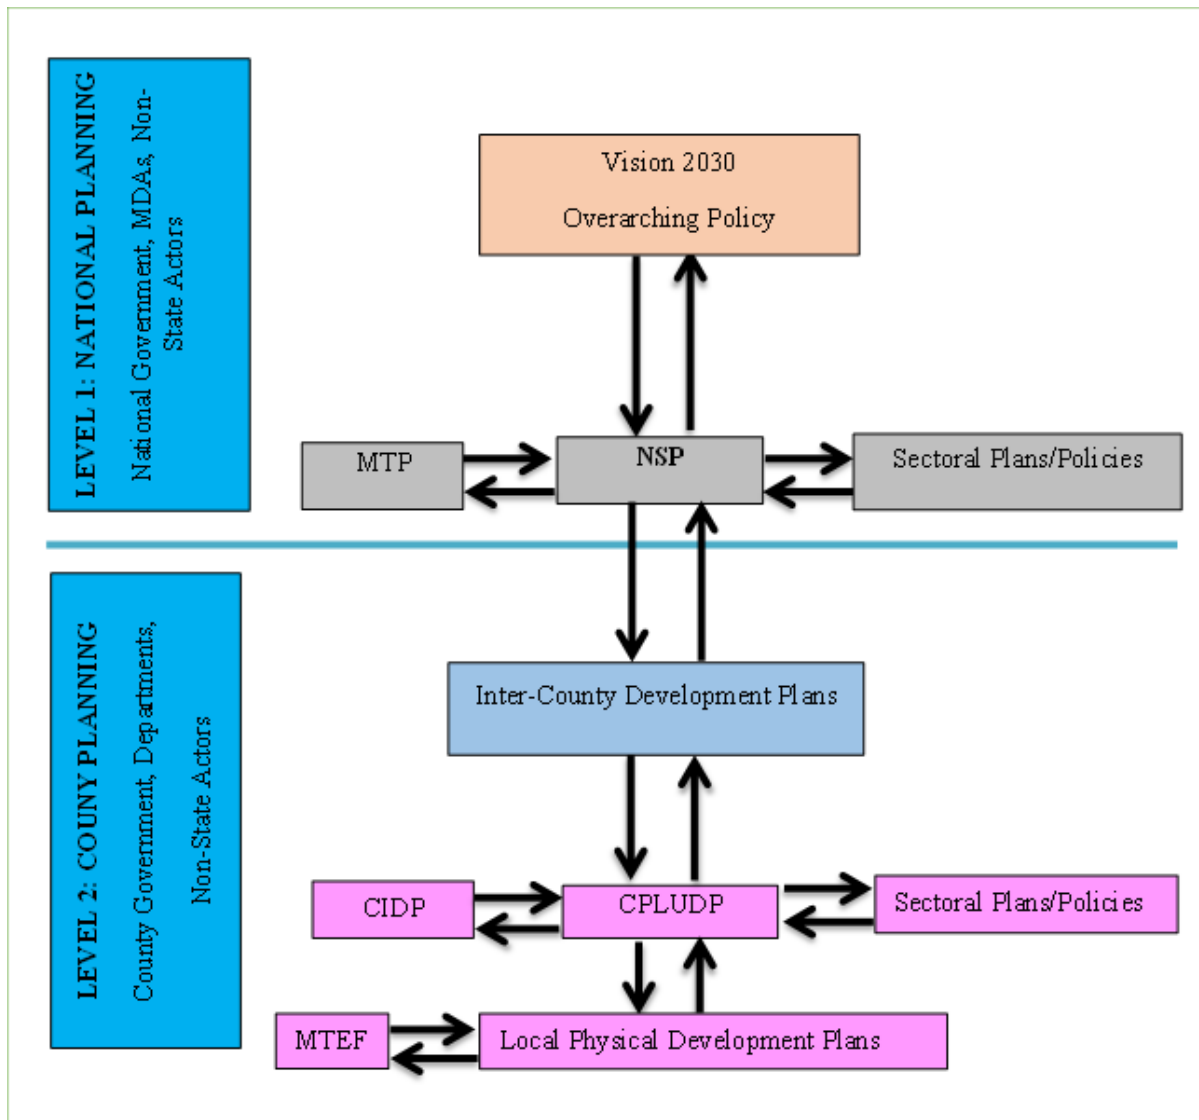 LEVEL 1: NATIONAL PLANNING
National Government, MDAs, Non-
State Actors
Vision 2030
Overarching Policy
MTP
NSP
Sectoral Plans/Policies
LEVEL 2: COUNY PLANNING
County Government, Departments,
Non-State Actors
Inter-County Development Plans
CIDP
CPLUDP
Sectoral Plans/Policies
MTEF
Local Physical Development Plans